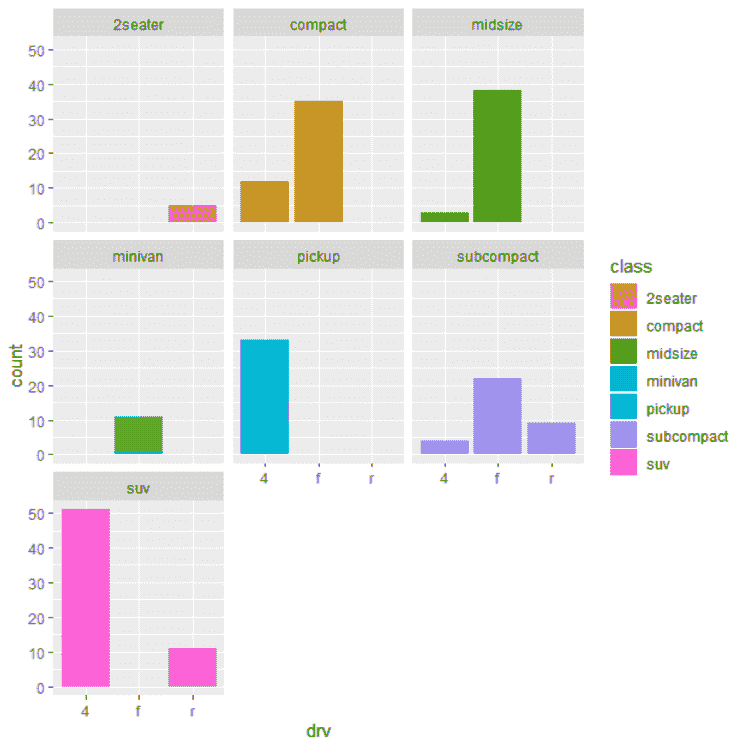 2seater compact midsize
50
40
30
20
10
0
minivan pickup subcompact
50
40
30
20
10
0
4 f r 4 f r
suv
50
40
30
20
10
0
4 f r
count
drv
class
2seater
compact
midsize
minivan
pickup
subcompact
suv